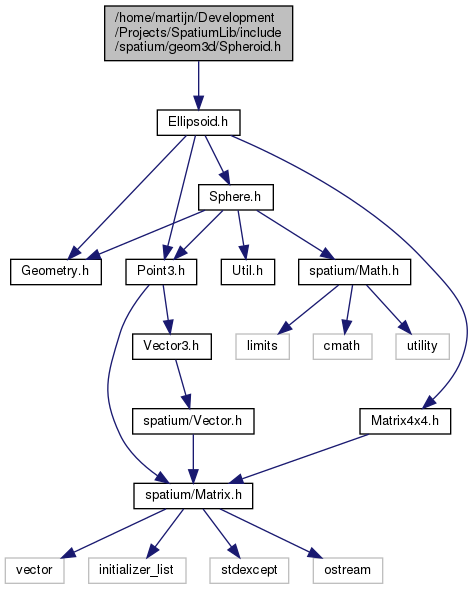 /home/martijn/Development
/Projects/SpatiumLib/include
/spatium/geom3d/Spheroid.h
Ellipsoid.h
Sphere.h
Geometry.h
Point3.h
Util.h
spatium/Math.h
Vector3.h
limits
cmath
utility
spatium/Vector.h
Matrix4x4.h
spatium/Matrix.h
vector
initializer_list
stdexcept
ostream